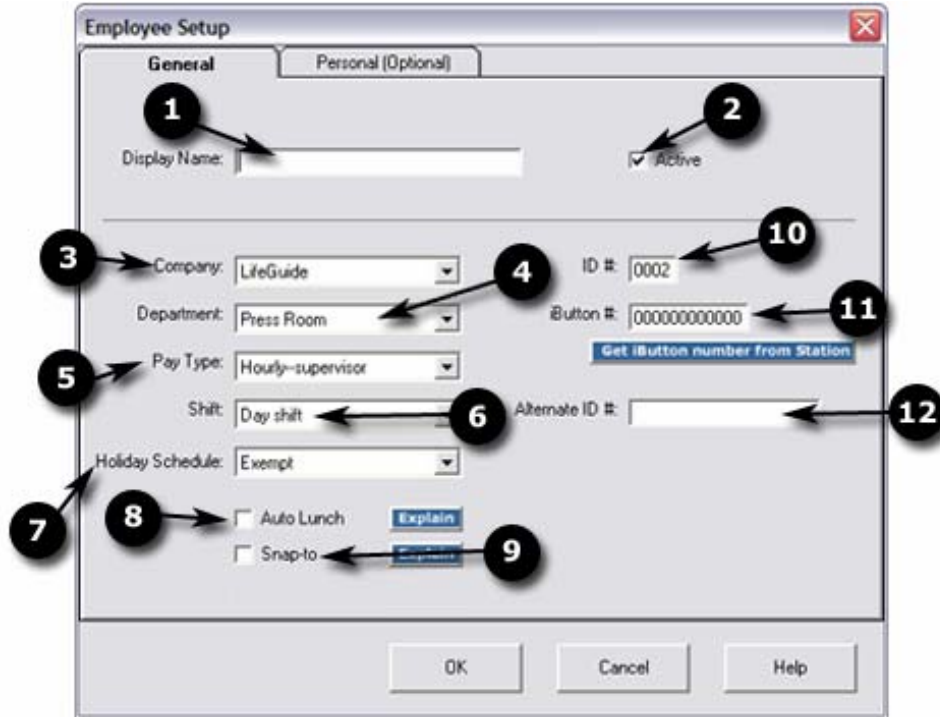 Employee Setup
General Personal (Optional)
1 2
Display Name: Active
3 Company: LifeGuide ID #: 0002 10
Department: Press Room 4 iButton #: 000000000000 11
Get iButton number from Station
5 Pay Type: Hourly--supervisor
Shift: Day shift 6 Alternate ID #: 12
7 Holiday Schedule: Exempt
8 Auto Lunch Explain
Snap-to Explain 9
OK Cancel Help